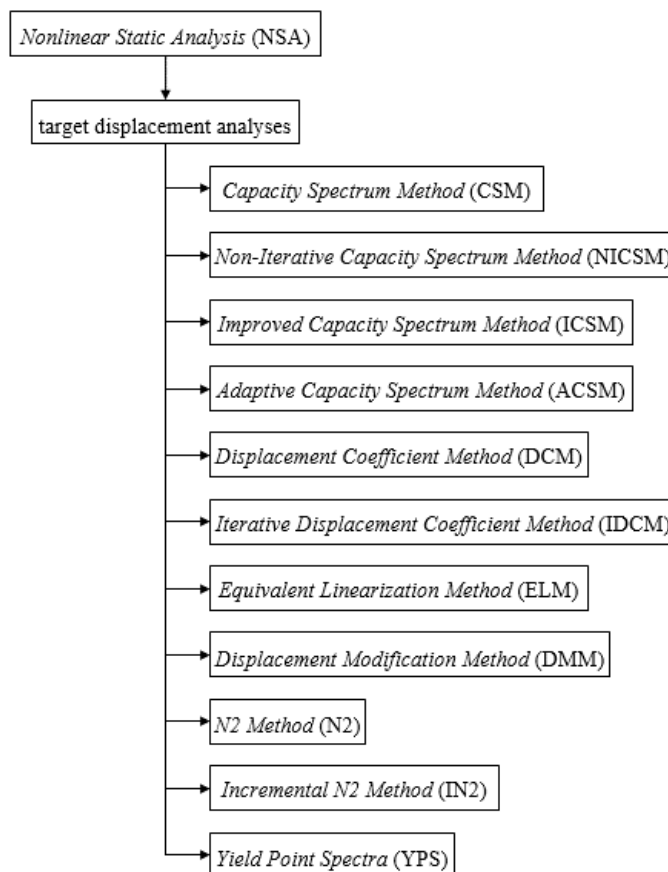 Nonlinear Static Analysis (NSA)
target displacement analyses
Capacity Spectrum Method (CSM)
Non-Iterative Capacity Spectrum Method (NICSM)
Improved Capacity Spectrum Method (ICSM)
Adaptive Capacity Spectrum Method (ACSM)
Displacement Coefficient Method (DCM)
Iterative Displacement Coefficient Method (IDCM)
Equivalent Linearization Method (ELM)
Displacement Modification Method (DMM)
N2 Method (N2)
Incremental N2 Method (IN2)
Yield Point Spectra (YPS)